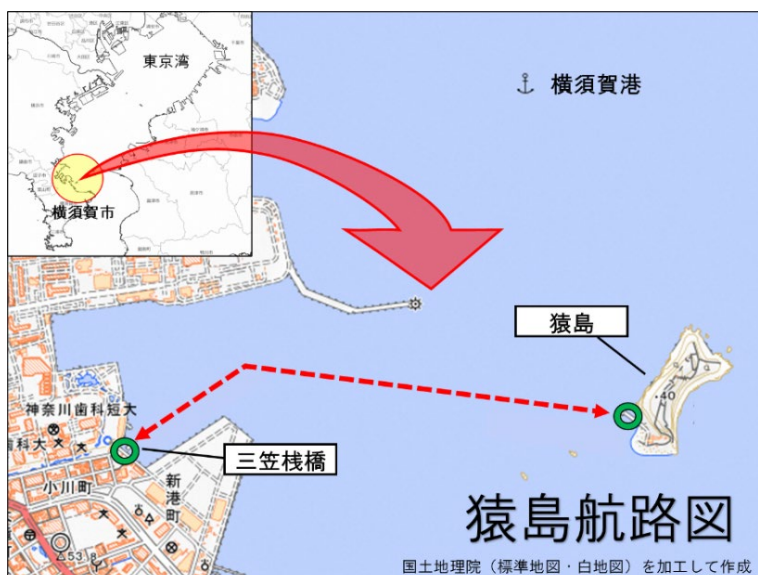 東京湾
横須賀市
横須賀港
猿島
・40
神奈川歯科短大
歯科大
三笠桟橋
小川町
新港町
53.8
猿島航路図
国土地理院（標準地図・白地図）を加工して作成